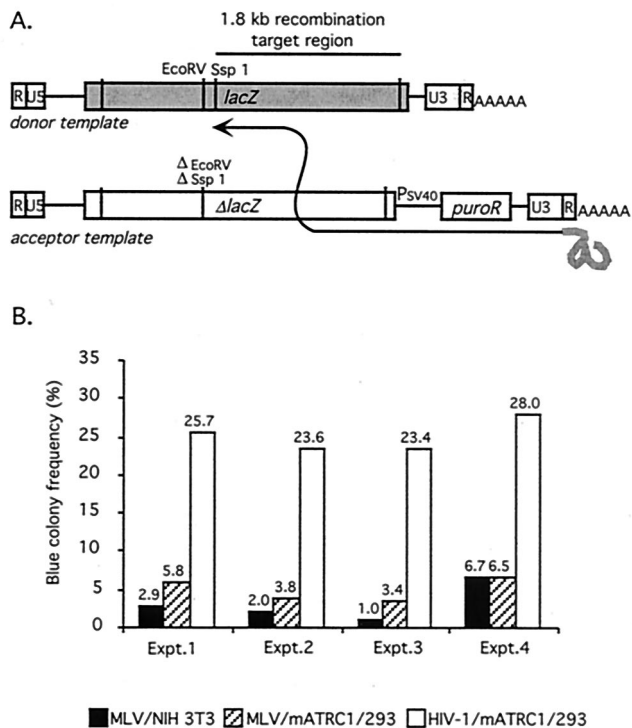 A.
1.8 kb recombination
target region
EcoRV Ssp 1
R U5 lacZ U3 R AAAAA
donor template
Δ EcoRV
Δ Ssp 1
R U5 ΔlacZ PSV40 puroR U3 R AAAAA
acceptor template
B.
Blue colony frequency (%)
35
30
25
20
15
10
5
0
2.9 5.8 25.7
2.0 3.8 23.6
1.0 3.4 23.4
6.7 6.5 28.0
Expt.1 Expt.2 Expt.3 Expt.4
MLV/NIH 3T3 MLV/mATRC1/293 HIV-1/mATRC1/293